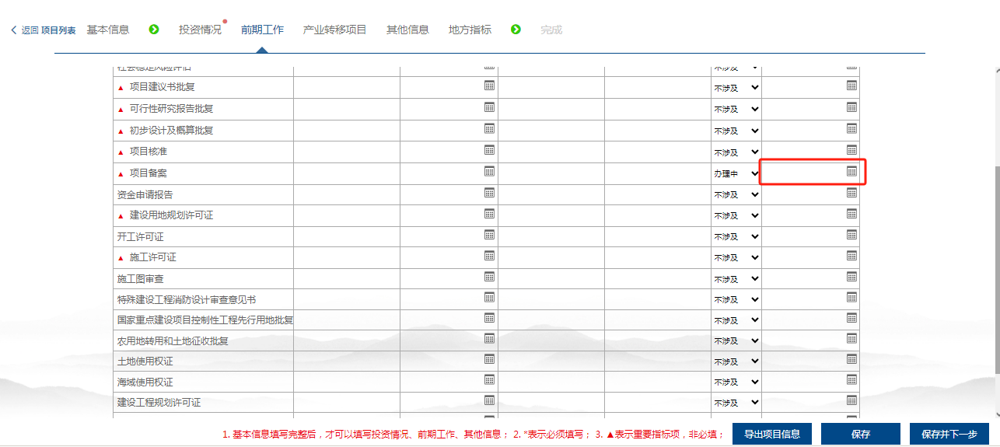 返回 项目列表 基本信息 投资情况 前期工作 产业转移项目 其他信息 地方指标 完成
社会稳定风险评估 不涉及
▲ 项目建议书批复 不涉及
▲ 可行性研究报告批复 不涉及
▲ 初步设计及概算批复 不涉及
▲ 项目核准 不涉及
▲ 项目备案 办理中
资金申请报告 不涉及
▲ 建设用地规划许可证 不涉及
开工许可证 不涉及
▲ 施工许可证 不涉及
施工图审查 不涉及
特殊建设工程消防设计审查意见书 不涉及
国家重点建设项目控制性工程先行用地批复 不涉及
农用地转用和土地征收批复 不涉及
土地使用权证 不涉及
海域使用权证 不涉及
建设工程规划许可证 不涉及
1. 基本信息填写完整后，才可以填写投资情况、前期工作、其他信息； 2. *表示必须填写； 3. ▲表示重要指标项，非必填； 导出项目信息 保存 保存并下一步